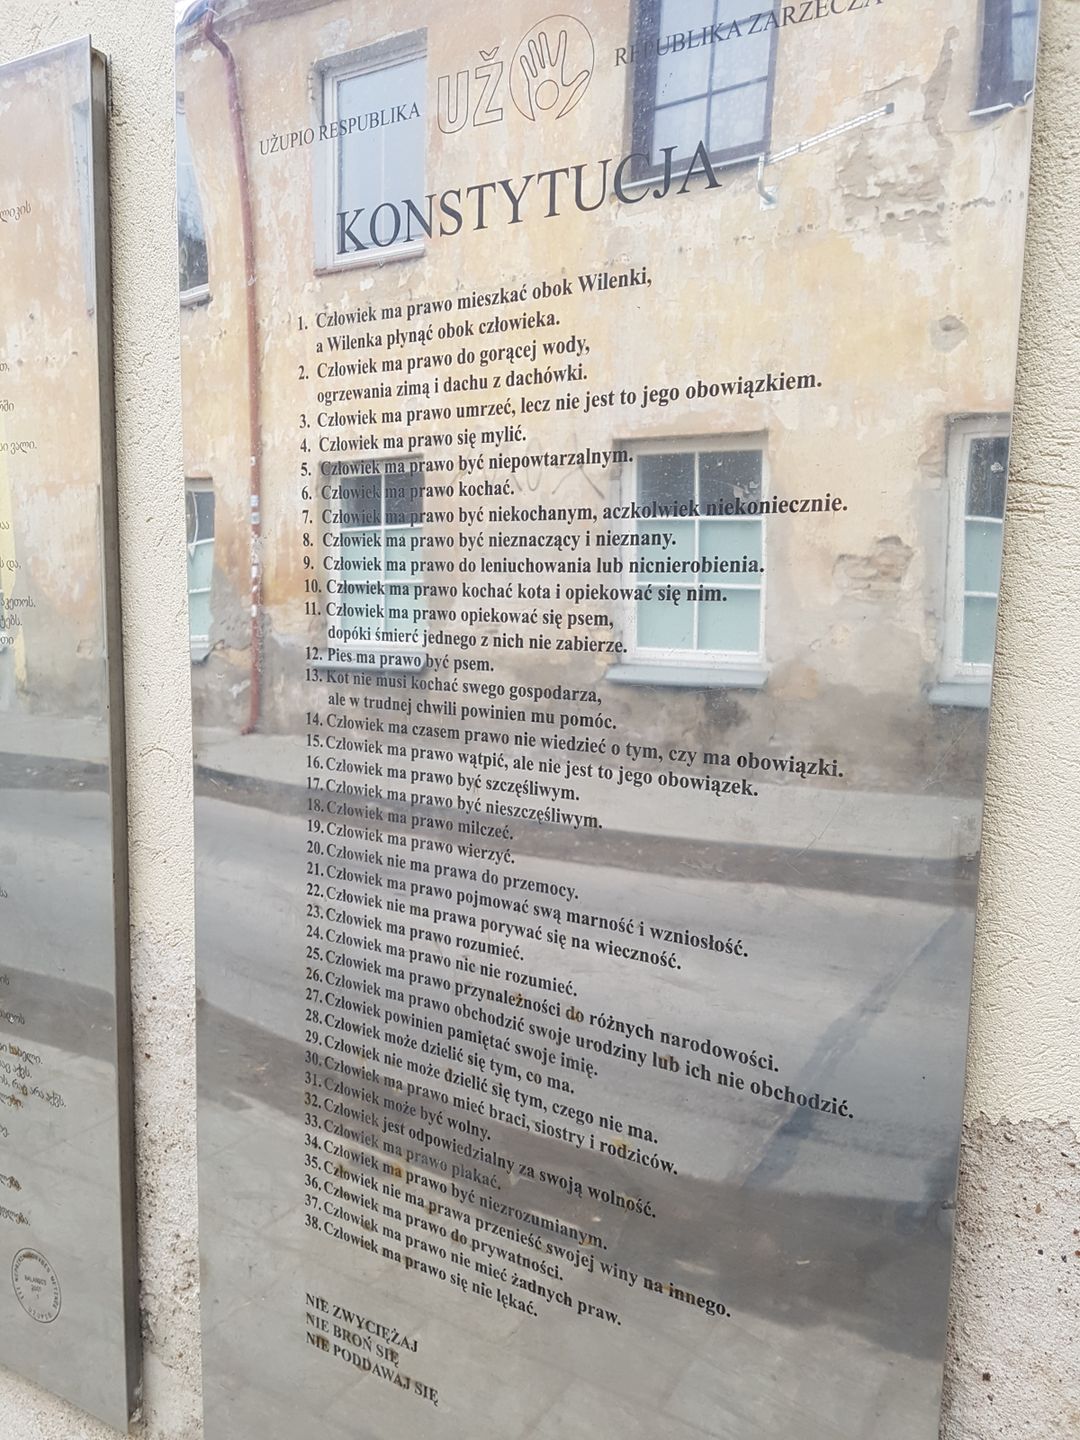 UŽUPIO RESPUBLIKA
UŽ
REPUBLIKA ZARZECZA
KONSTYTUCJA
1. Człowiek ma prawo mieszkać obok Wilenki,
a Wilenka płynąć obok człowieka.
2. Człowiek ma prawo do gorącej wody,
ogrzewania zimą i dachu z dachówki.
3. Człowiek ma prawo umrzeć, lecz nie jest to jego obowiązkiem.
4. Człowiek ma prawo się mylić.
5. Człowiek ma prawo być niepowtarzalnym.
6. Człowiek ma prawo kochać.
7. Człowiek ma prawo być niekochanym, aczkolwiek niekoniecznie.
8. Człowiek ma prawo być nieznaczący i nieznany.
9. Człowiek ma prawo do leniuchowania lub nicnierobienia.
10. Człowiek ma prawo kochać kota i opiekować się nim.
11. Człowiek ma prawo opiekować się psem,
dopóki śmierć jednego z nich nie zabierze.
12. Pies ma prawo być psem.
13. Kot nie musi kochać swego gospodarza,
ale w trudnej chwili powinien mu pomóc.
14. Człowiek ma czasem prawo nie wiedzieć o tym, czy ma obowiązki.
15. Człowiek ma prawo wątpić, ale nie jest to jego obowiązek.
16. Człowiek ma prawo być szczęśliwym.
17. Człowiek ma prawo być nieszczęśliwym.
18. Człowiek ma prawo milczeć.
19. Człowiek ma prawo wierzyć.
20. Człowiek nie ma prawa do przemocy.
21. Człowiek ma prawo pojmować swą marność i wzniosłość.
22. Człowiek nie ma prawa porywać się na wieczność.
23. Człowiek ma prawo rozumieć.
24. Człowiek ma prawo nic nie rozumieć.
25. Człowiek ma prawo przynależności do różnych narodowości.
26. Człowiek ma prawo obchodzić swoje urodziny lub ich nie obchodzić.
27. Człowiek powinien pamiętać swoje imię.
28. Człowiek może dzielić się tym, co ma.
29. Człowiek nie może dzielić się tym, czego nie ma.
30. Człowiek ma prawo mieć braci, siostry i rodziców.
31. Człowiek może być wolny.
32. Człowiek jest odpowiedzialny za swoją wolność.
33. Człowiek ma prawo płakać.
34. Człowiek ma prawo być niezrozumianym.
35. Człowiek nie ma prawa przenieść swojej winy na innego.
36. Człowiek ma prawo do prywatności.
37. Człowiek ma prawo nie mieć żadnych praw.
38. Człowiek ma prawo się nie lękać.
NIE ZWYCIĘŻAJ
NIE BROŃ SIĘ
NIE PODDAWAJ SIĘ